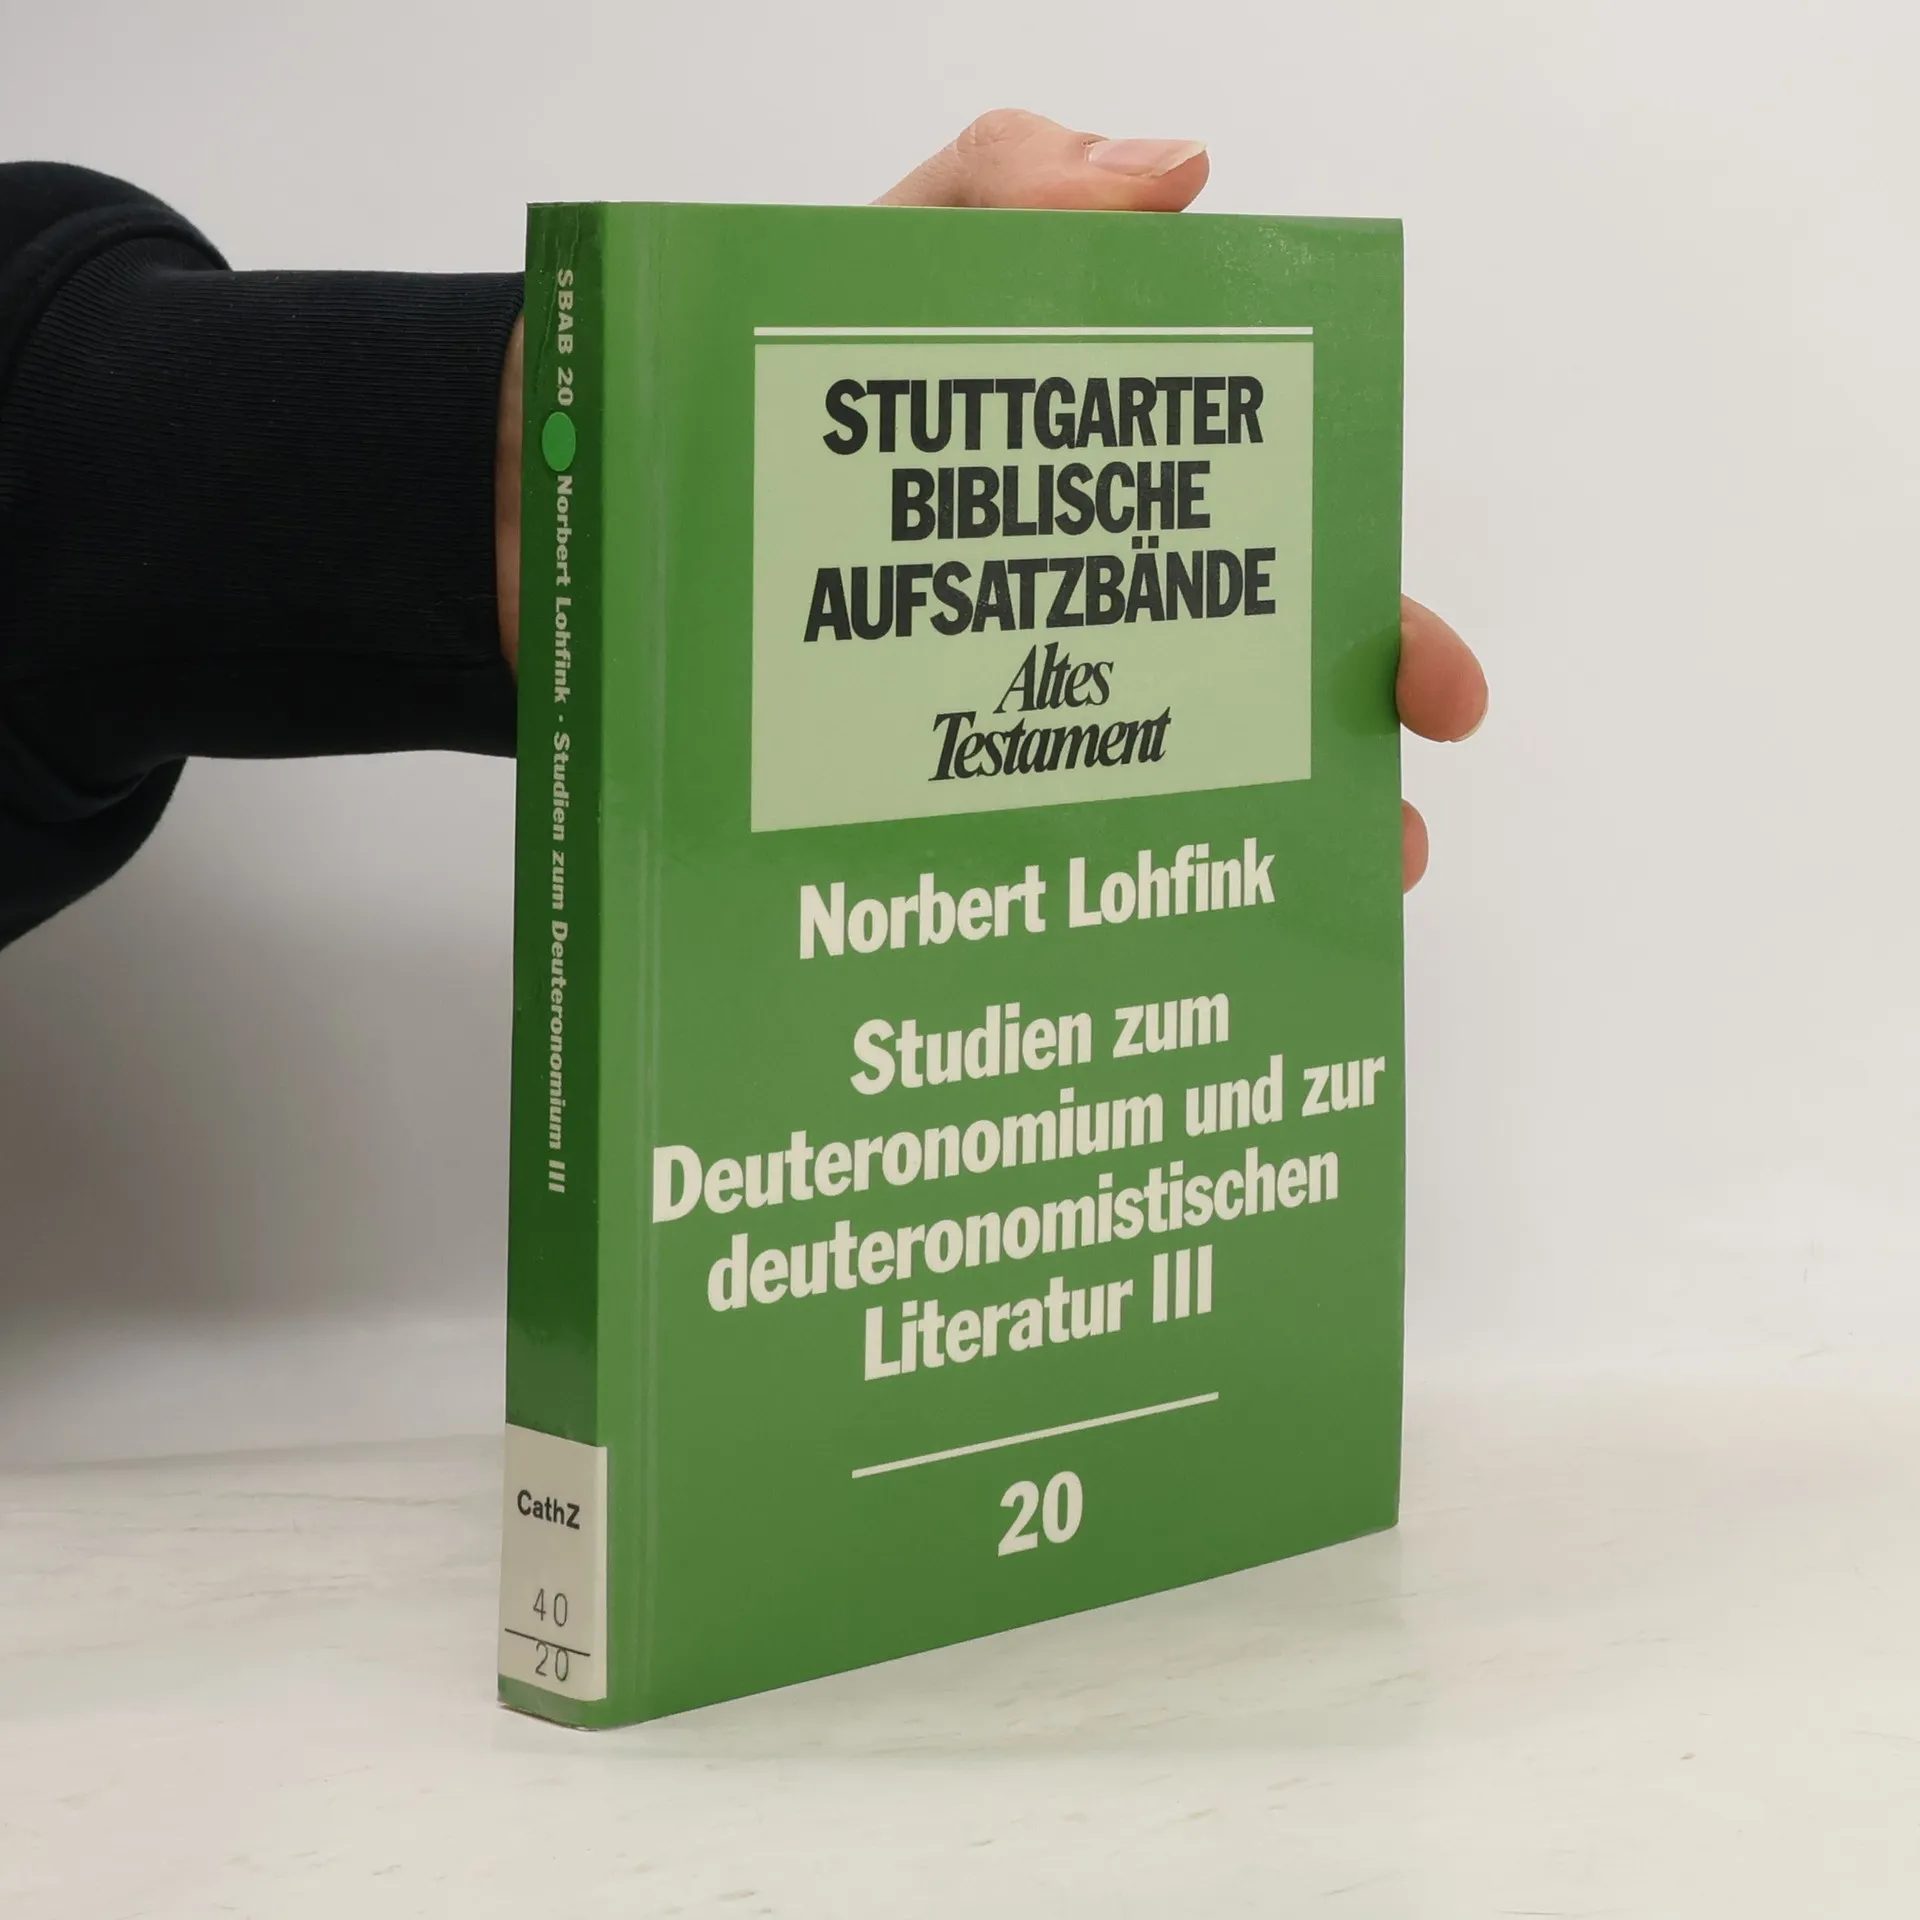 SBAB 20 Norbert Lohfink · Studien zum Deuteronomium III
CathZ
40
20
STUTTGARTER
BIBLISCHE
AUFSATZBÄNDE
Altes
Testament
Norbert Lohfink
Studien zum
Deuteronomium und zur
deuteronomistischen
Literatur III
20